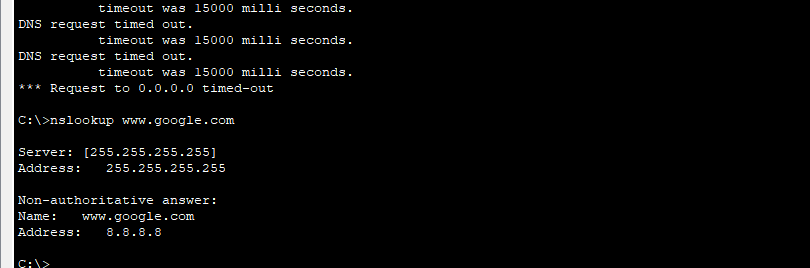 timeout was 15000 milli seconds.
DNS request timed out.
timeout was 15000 milli seconds.
DNS request timed out.
timeout was 15000 milli seconds.
*** Request to 0.0.0.0 timed-out
C:\>nslookup www.google.com
Server: [255.255.255.255]
Address: 255.255.255.255
Non-authoritative answer:
Name: www.google.com
Address: 8.8.8.8
C:\>